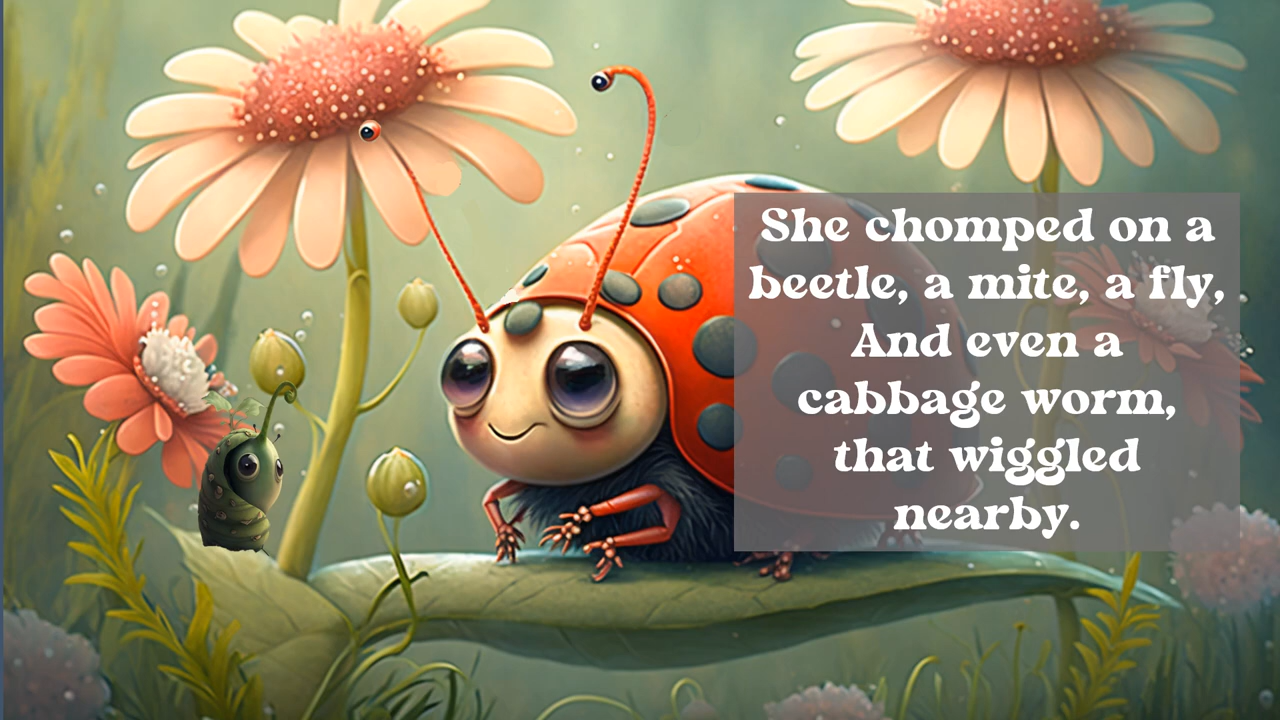 She chomped on a
beetle, a mite, a fly,
And even a
cabbage worm,
that wiggled
nearby.